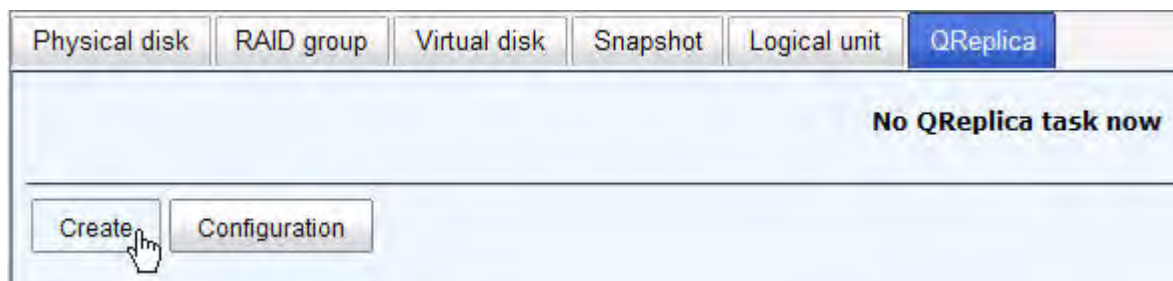 Physical disk RAID group Virtual disk Snapshot Logical unit QReplica
No QReplica task now
Create Configuration